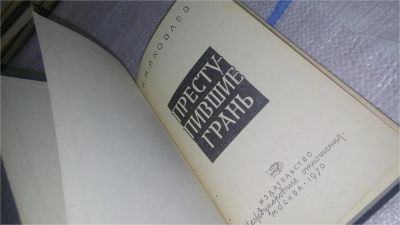 Н.Н.ЯКОВЛЕВ
ПРЕСТУ-
ПИВШИЕ
ГРАНЬ
ИЗДАТЕЛЬСТВО
Международные отношения
МОСКВА·1970